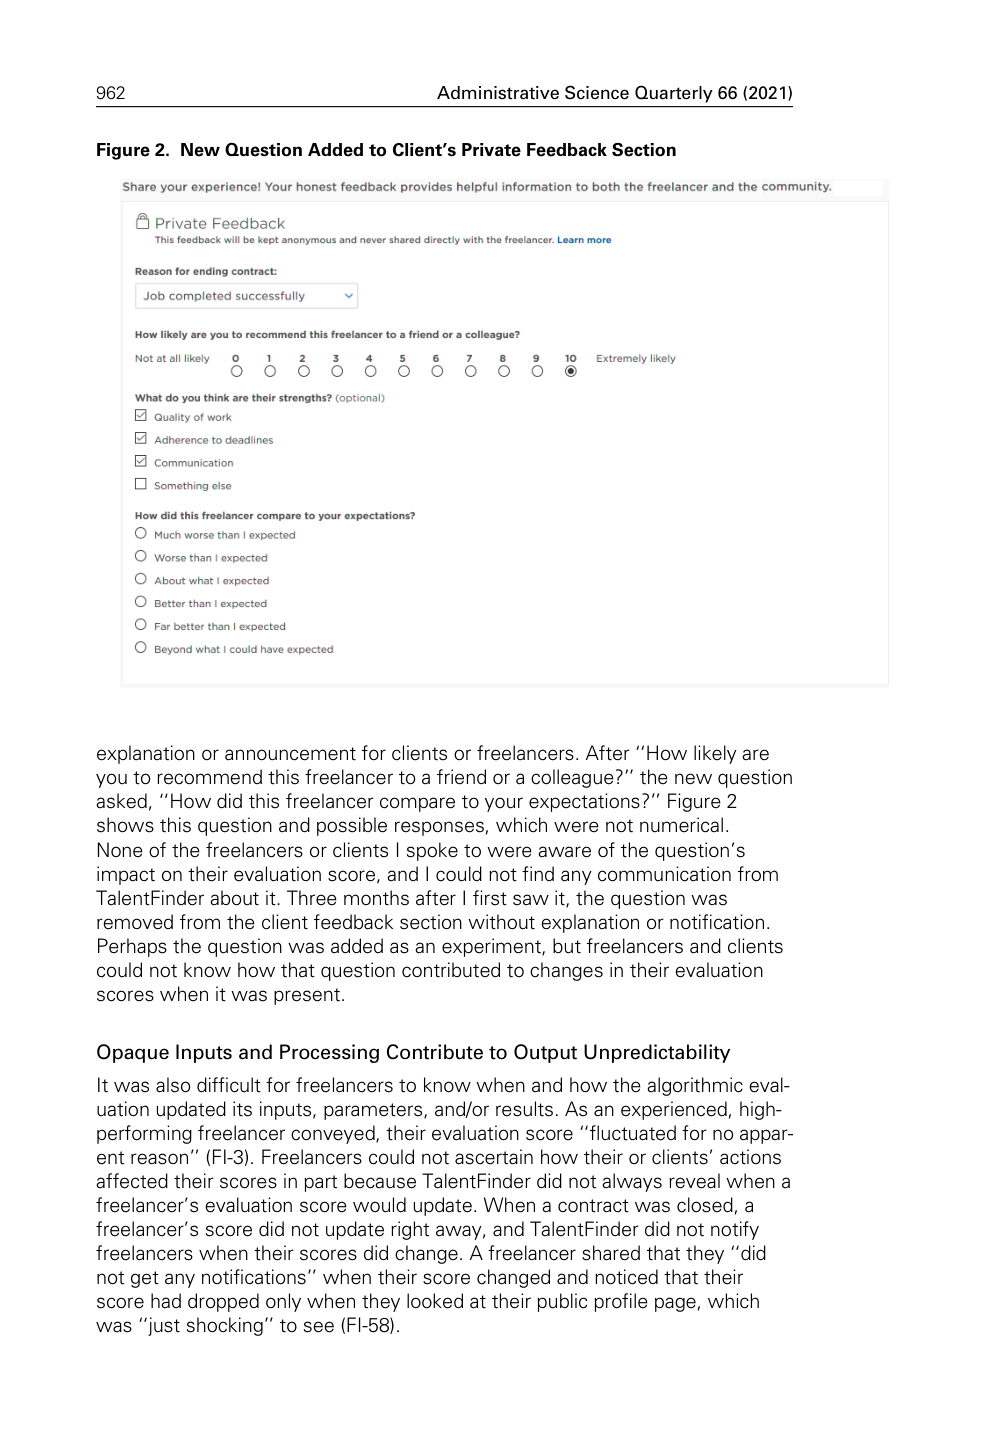 962
Administrative Science Quarterly 66 (2021)
Figure 2. New Question Added to Client's Private Feedback Section
Share your experience! Your honest feedback provides helpful information to both the freelancer and the community.
Private Feedback
This feedback will be kept anonymous and never shared directly with the freelancer. Learn more
Reason for ending contract:
Job completed successfully
How likely are you to recommend this freelancer to a friend or a colleague?
Not at all likely 0 1 2 3 4 5 6 7 8 9 10 Extremely likely
What do you think are their strengths? (optional)
Quality of work
Adherence to deadlines
Communication
Something else
How did this freelancer compare to your expectations?
Much worse than I expected
Worse than I expected
About what I expected
Better than I expected
Far better than I expected
Beyond what I could have expected
explanation or announcement for clients or freelancers. After ''How likely are
you to recommend this freelancer to a friend or a colleague?'' the new question
asked, ''How did this freelancer compare to your expectations?'' Figure 2
shows this question and possible responses, which were not numerical.
None of the freelancers or clients I spoke to were aware of the question's
impact on their evaluation score, and I could not find any communication from
TalentFinder about it. Three months after I first saw it, the question was
removed from the client feedback section without explanation or notification.
Perhaps the question was added as an experiment, but freelancers and clients
could not know how that question contributed to changes in their evaluation
scores when it was present.
Opaque Inputs and Processing Contribute to Output Unpredictability
It was also difficult for freelancers to know when and how the algorithmic eval-
uation updated its inputs, parameters, and/or results. As an experienced, high-
performing freelancer conveyed, their evaluation score ''fluctuated for no appar-
ent reason'' (FI-3). Freelancers could not ascertain how their or clients' actions
affected their scores in part because TalentFinder did not always reveal when a
freelancer's evaluation score would update. When a contract was closed, a
freelancer's score did not update right away, and TalentFinder did not notify
freelancers when their scores did change. A freelancer shared that they ''did
not get any notifications'' when their score changed and noticed that their
score had dropped only when they looked at their public profile page, which
was ''just shocking'' to see (FI-58).